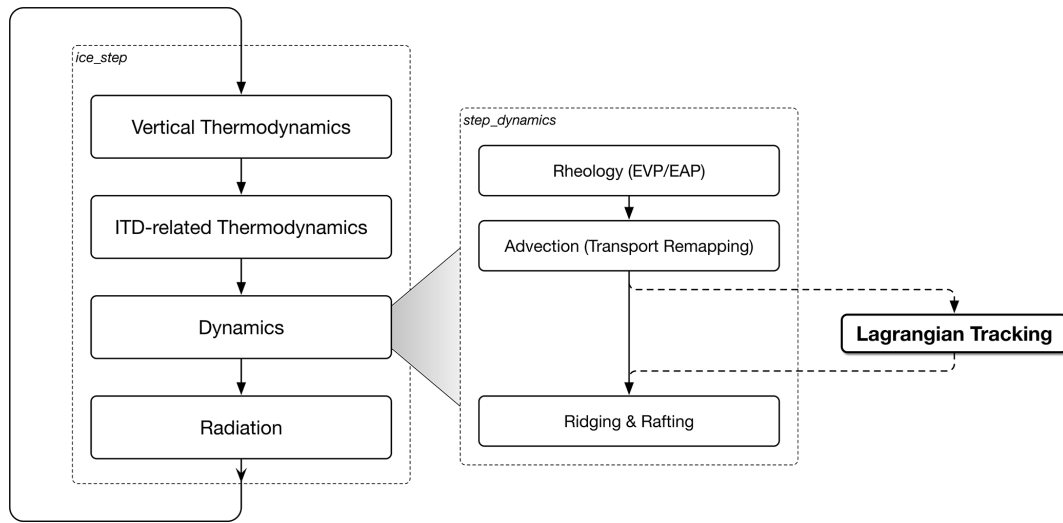 ice_step
Vertical Thermodynamics
ITD-related Thermodynamics
Dynamics
Radiation
step_dynamics
Rheology (EVP/EAP)
Advection (Transport Remapping)
Lagrangian Tracking
Ridging & Rafting